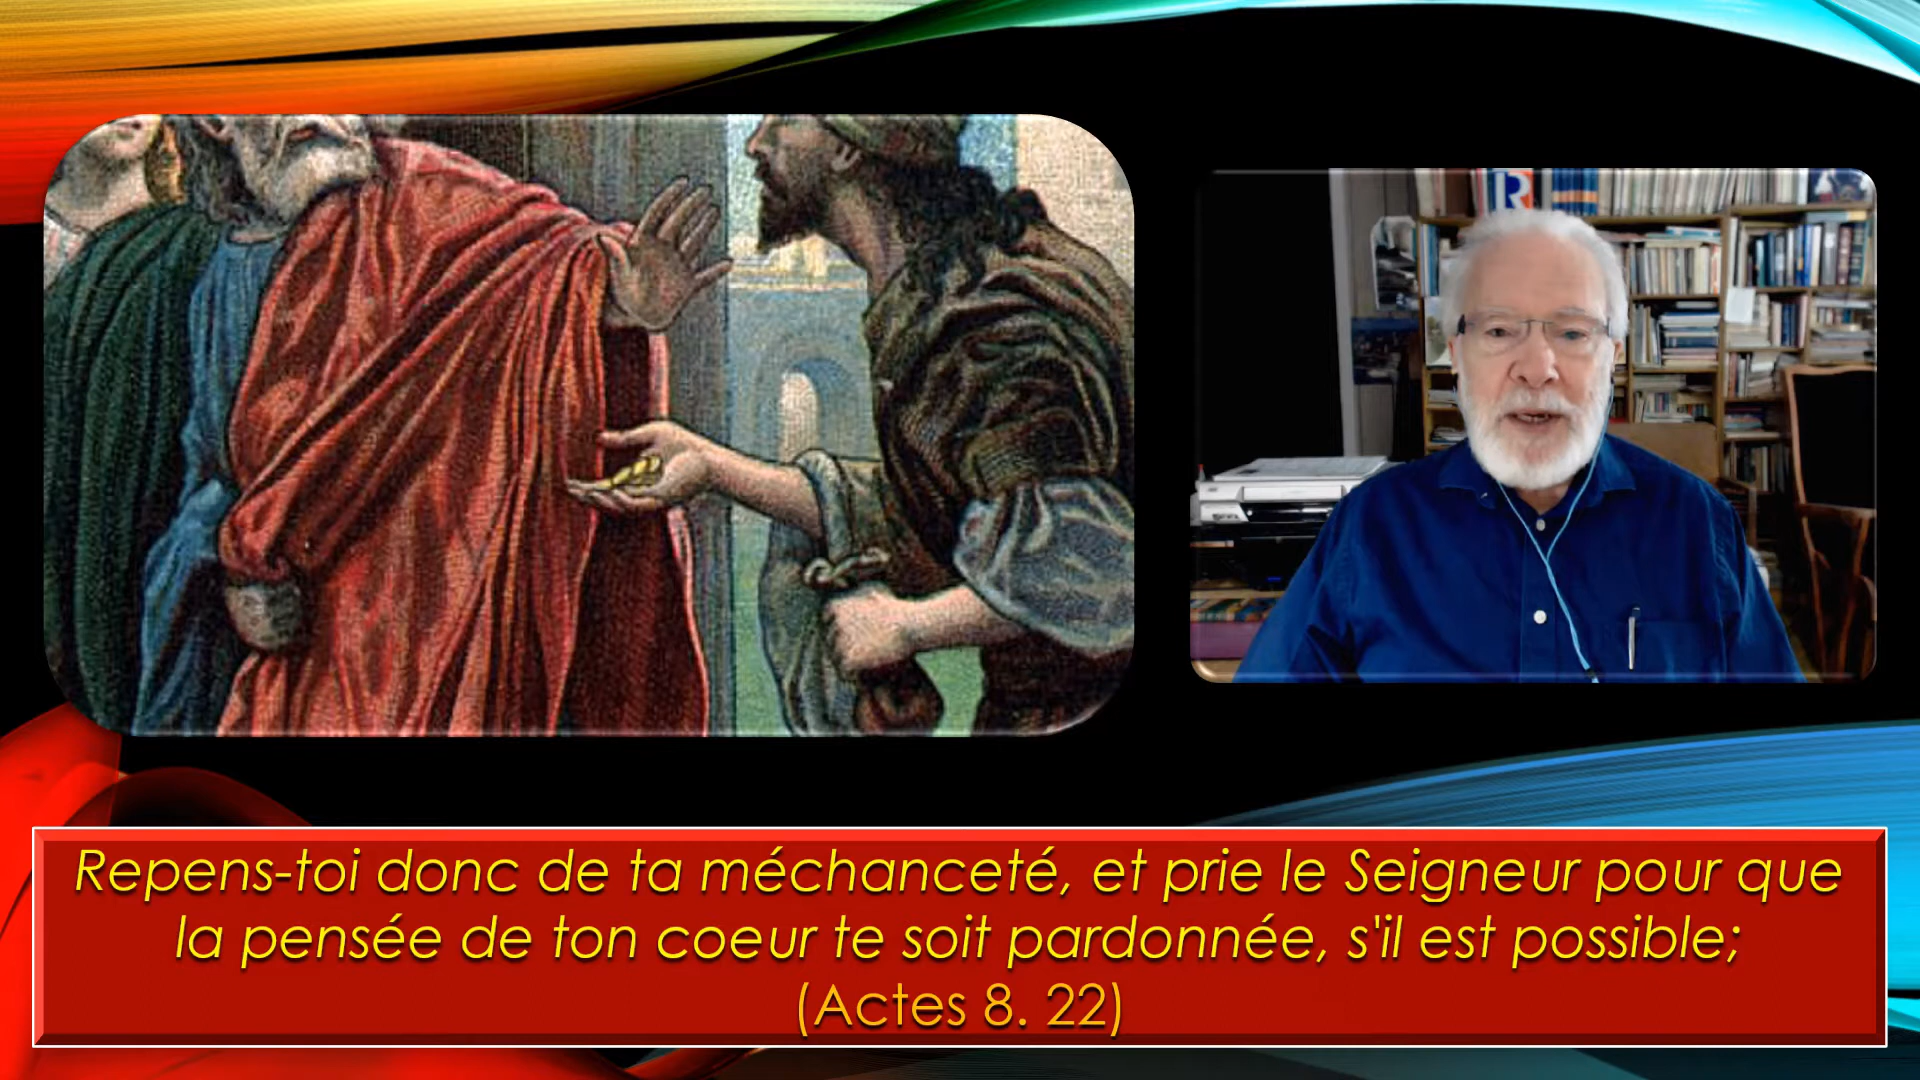 Repens-toi donc de ta méchanceté, et prie le Seigneur pour que
la pensée de ton coeur te soit pardonnée, s'il est possible;
(Actes 8. 22)